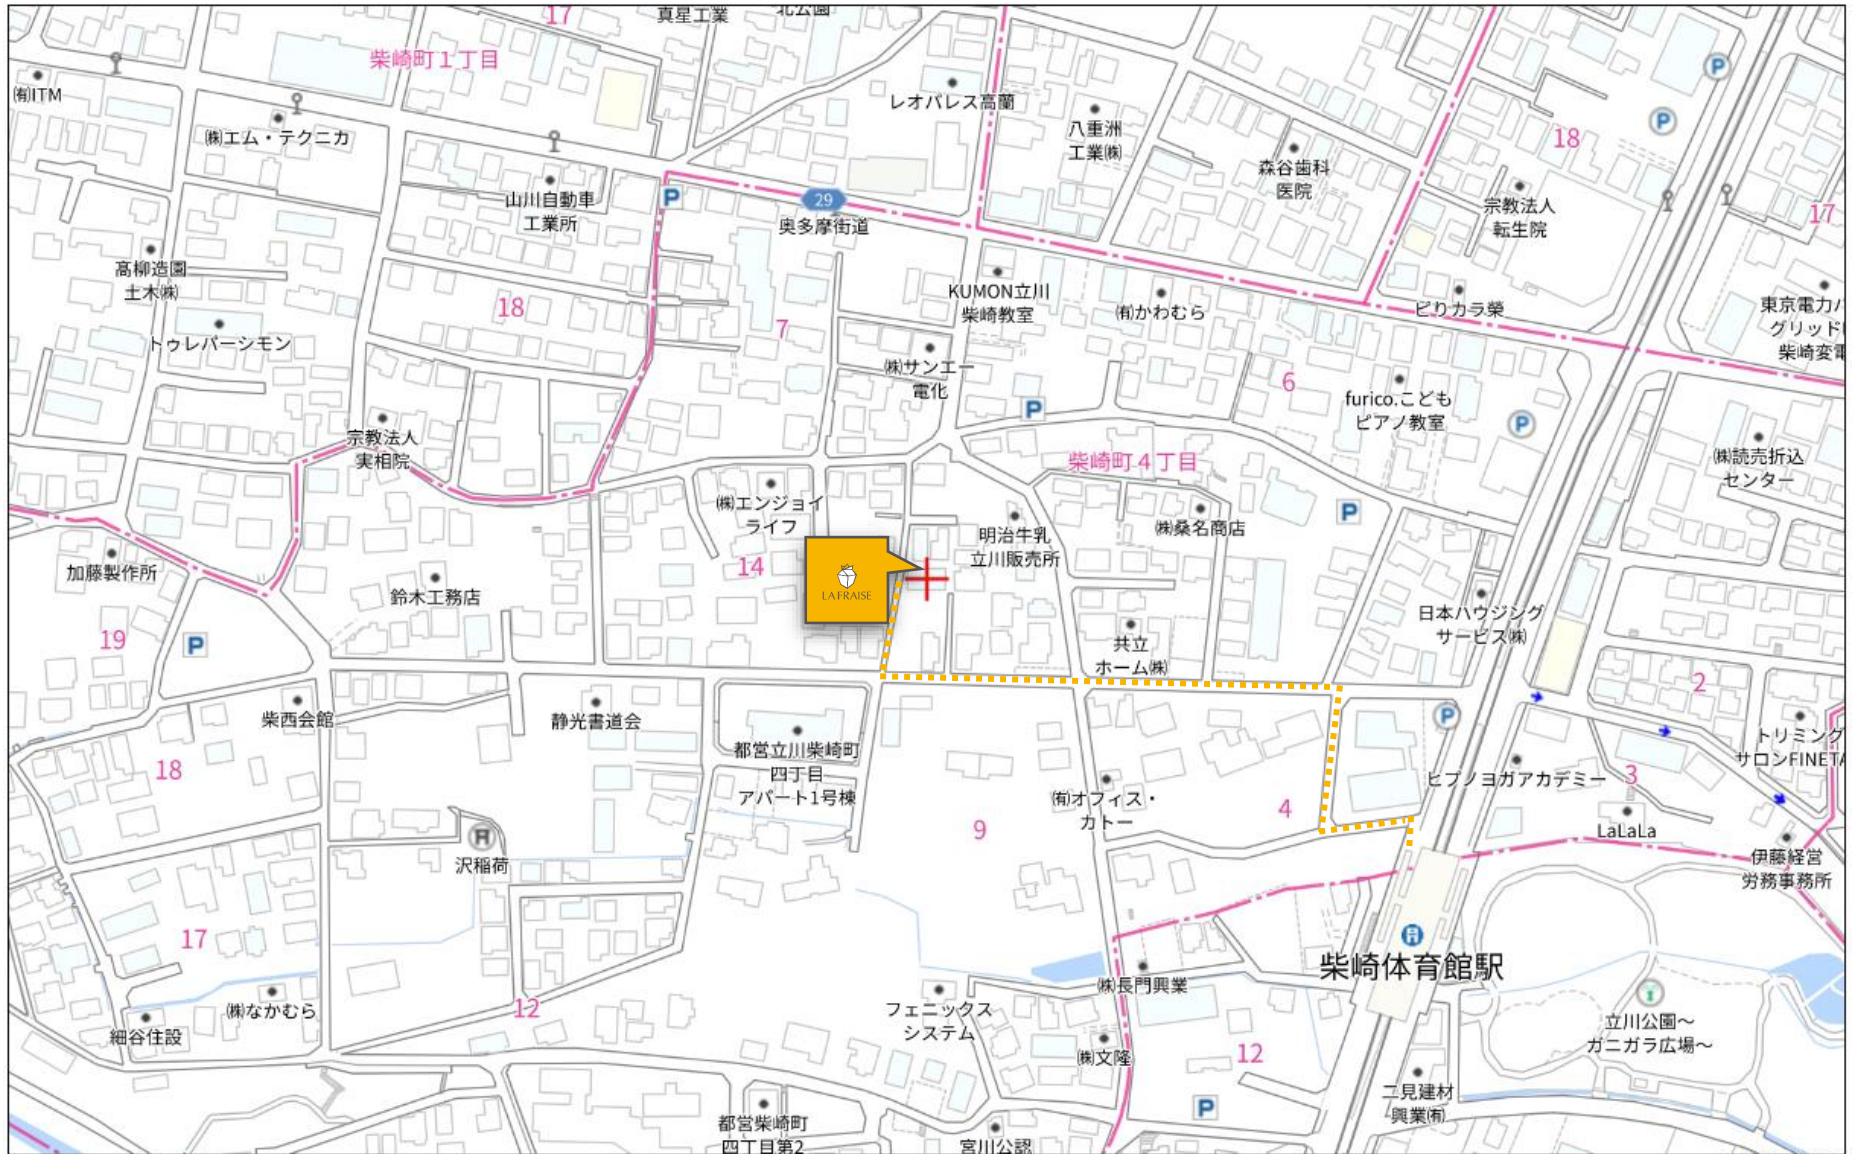 17
真星工業
北公園
柴崎町1丁目
㈲ITM
㈱エム・テクニカ
レオパレス高蘭
八重洲
工業㈱
森谷歯科
医院
18
P
P
山川自動車
工業所
P
29
奥多摩街道
宗教法人
転生院
17
髙柳造園
土木㈱
18
7
KUMON立川
柴崎教室
㈲かわむら
ピりカラ榮
東京電力パ
グリッド
柴崎変電
トゥレバーシモン
㈱サンエー
電化
6
P
furico.こども
ピアノ教室
P
宗教法人
実相院
柴崎町4丁目
㈱読売折込
センター
㈱エンジョイ
ライフ
明治牛乳
立川販売所
㈱桑名商店
P
加藤製作所
鈴木工務店
14
LA FRAISE
日本ハウジング
サービス㈱
19
P
共立
ホーム㈱
2
柴西会館
静光書道会
都営立川柴崎町
四丁目
アパート1号棟
P
トリミング
サロンFINETA
18
㈲オフィス・
カトー
4
ヒプノヨガアカデミー
3
9
LaLaLa
沢稲荷
伊藤経営
労務事務所
17
柴崎体育館駅
㈱長門興業
㈱なかむら
12
フェニックス
システム
細谷住設
立川公園～
ガニガラ広場～
㈱文隆
12
二見建材
興業㈲
P
都営柴崎町
四丁目第2
宮川公認